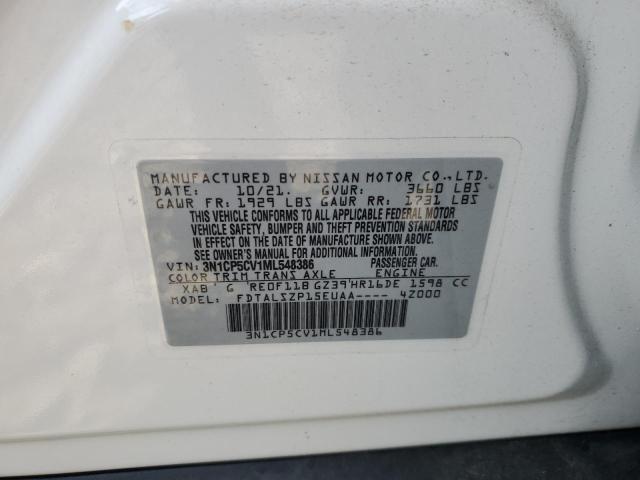 MANUFACTURED BY NISSAN MOTOR CO.,LTD.
DATE: 10/21. GVWR: 3660 LBS
GAWR FR: 1929 LBS GAWR RR: 1731 LBS
THIS VEHICLE CONFORMS TO ALL APPLICABLE FEDERAL MOTOR
VEHICLE SAFETY, BUMPER AND THEFT PREVENTION STANDARDS
IN EFFECT ON THE DATE OF MANUFACTURE SHOWN ABOVE.
SEE OWNER'S MANUAL FOR ADDITIONAL INFORMATION.
VIN: 3N1CP5CV1ML548386 PASSENGER CAR.
COLOR TRIM TRANS AXLE ENGINE
XAB G RE0F11B GZ39 HR16DE 1598 CC
MODEL: FDTALSZP15EUAA---- 4Z000
3N1CP5CV1ML548386